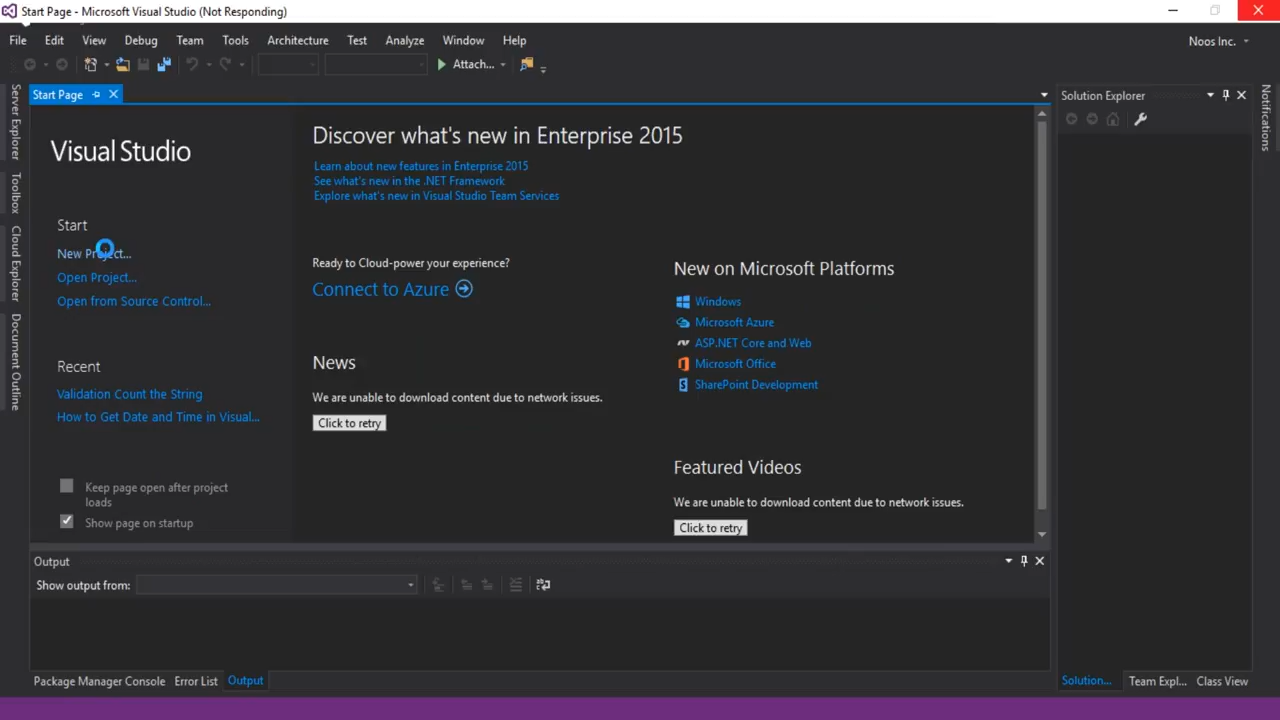 Start Page - Microsoft Visual Studio (Not Responding)
File Edit View Debug Team Tools Architecture Test Analyze Window Help
Noos Inc.
Attach...
Server Explorer
Toolbox
Cloud Explorer
Document Outline
Start Page
Visual Studio
Start
New Project...
Open Project...
Open from Source Control...
Recent
Validation Count the String
How to Get Date and Time in Visual...
Keep page open after project
loads
Show page on startup
Discover what's new in Enterprise 2015
Learn about new features in Enterprise 2015
See what's new in the .NET Framework
Explore what's new in Visual Studio Team Services
Ready to Cloud-power your experience?
Connect to Azure
News
We are unable to download content due to network issues.
Click to retry
New on Microsoft Platforms
Windows
Microsoft Azure
ASP.NET Core and Web
Microsoft Office
SharePoint Development
Featured Videos
We are unable to download content due to network issues.
Click to retry
Solution Explorer
Notifications
Output
Show output from:
Package Manager Console Error List Output
Solution... Team Expl... Class View